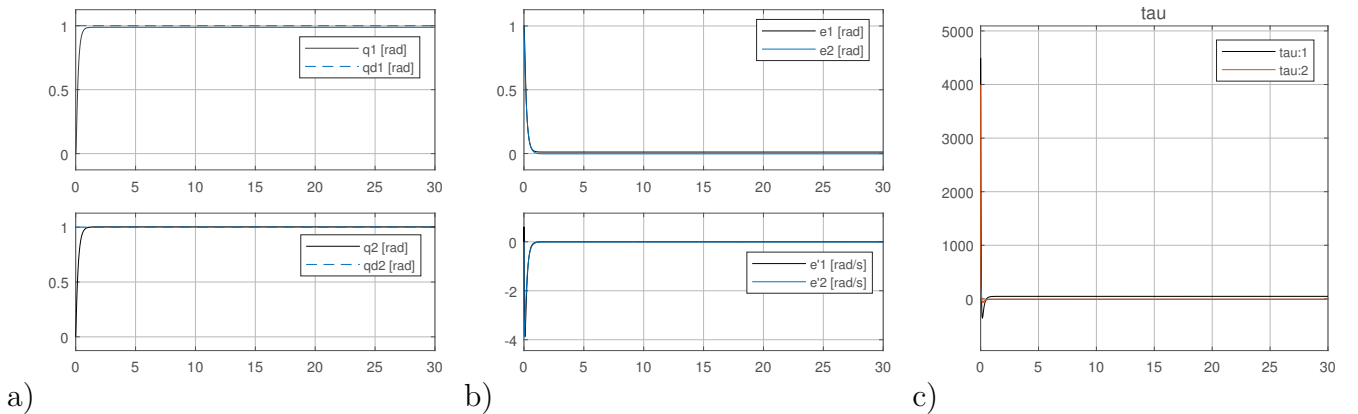 1
0.5
0
q1 [rad]
qd1 [rad]
0 5 10 15 20 25 30
1
0.5
0
q2 [rad]
qd2 [rad]
0 5 10 15 20 25 30
a)
1
0.5
0
e1 [rad]
e2 [rad]
0 5 10 15 20 25 30
0
-2
-4
e'1 [rad/s]
e'2 [rad/s]
0 5 10 15 20 25 30
b)
tau
5000
4000
3000
2000
1000
0
tau:1
tau:2
0 5 10 15 20 25 30
c)